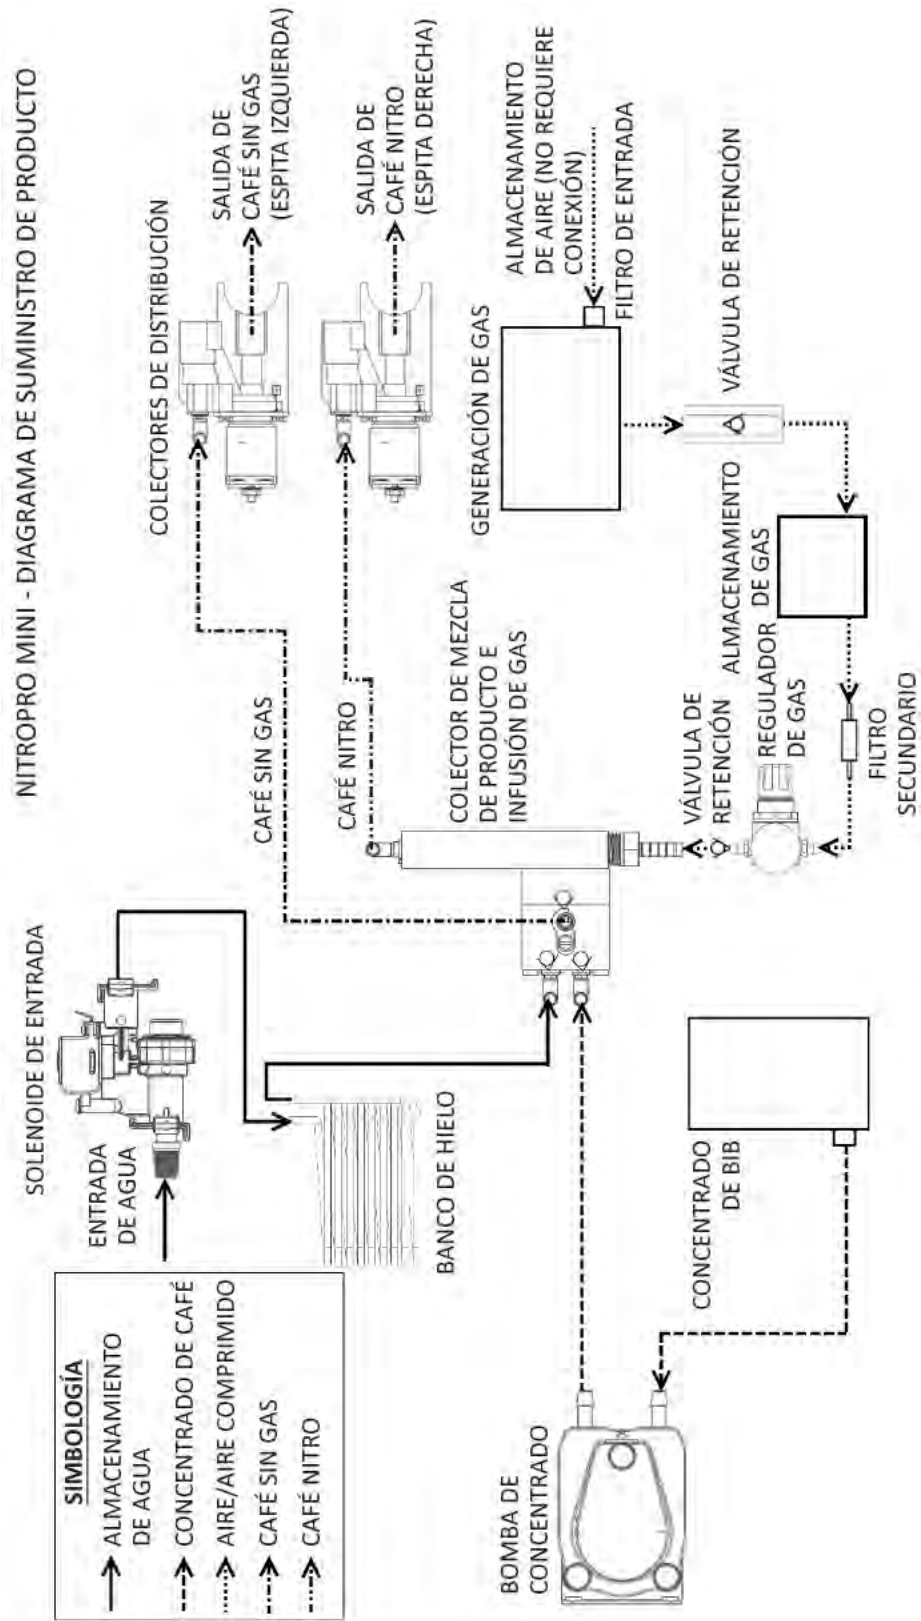 NITROPRO MINI - DIAGRAMA DE SUMINISTRO DE PRODUCTO
SIMBOLOGÍA
ALMACENAMIENTO
DE AGUA
CONCENTRADO DE CAFÉ
AIRE/AIRE COMPRIMIDO
CAFÉ SIN GAS
CAFÉ NITRO
SOLENOIDE DE ENTRADA
ENTRADA
DE AGUA
BANCO DE HIELO
BOMBA DE
CONCENTRADO
CONCENTRADO
DE BIB
CAFÉ SIN GAS
CAFÉ NITRO
COLECTOR DE MEZCLA
DE PRODUCTO E
INFUSIÓN DE GAS
VÁLVULA DE
RETENCIÓN
REGULADOR
DE GAS
FILTRO
SECUNDARIO
ALMACENAMIENTO
DE GAS
VÁLVULA DE RETENCIÓN
GENERACIÓN DE GAS
FILTRO DE ENTRADA
ALMACENAMIENTO
DE AIRE (NO REQUIERE
CONEXIÓN)
COLECTORES DE DISTRIBUCIÓN
SALIDA DE
CAFÉ SIN GAS
(ESPITA IZQUIERDA)
SALIDA DE
CAFÉ NITRO
(ESPITA DERECHA)